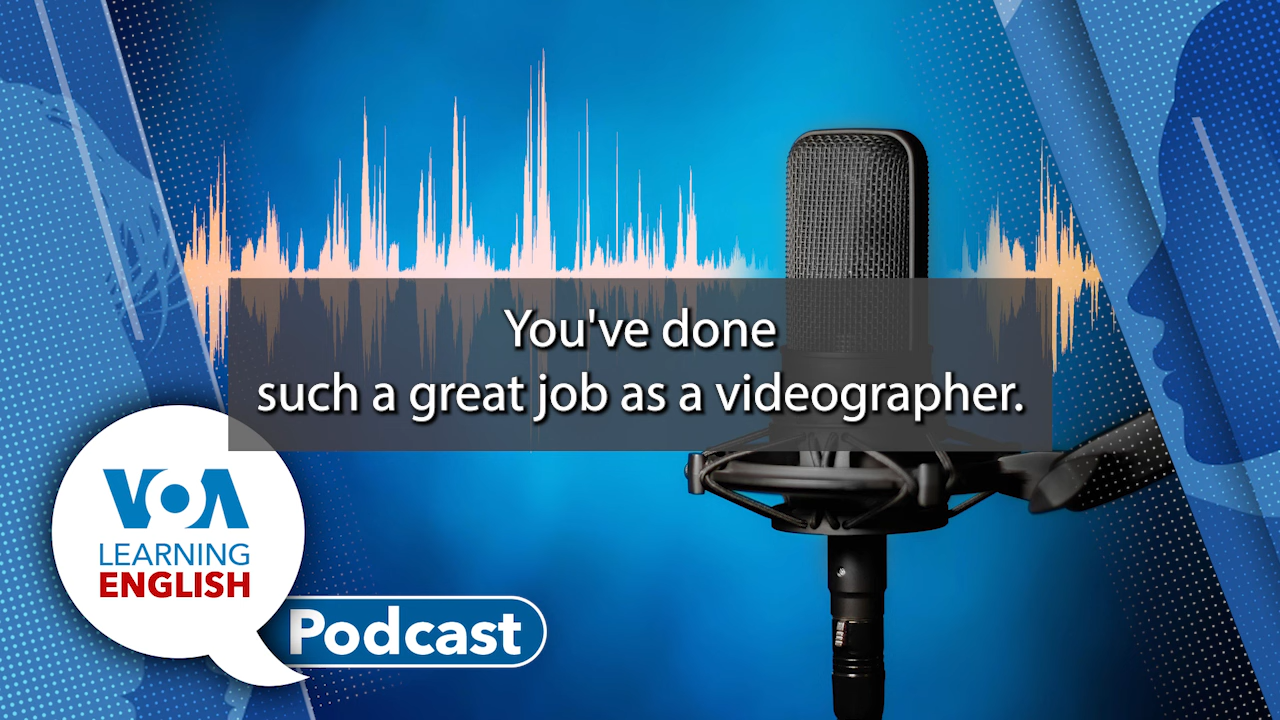 You've done
such a great job as a videographer.
VOA
LEARNING
ENGLISH
Podcast